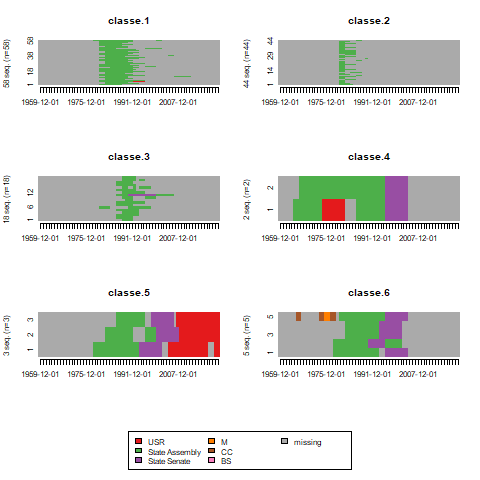 classe.1
classe.2
58 seq. (n=58)
1 18 38 58
1959-12-01 1975-12-01 1991-12-01 2007-12-01
44 seq. (n=44)
1 14 29 44
1959-12-01 1975-12-01 1991-12-01 2007-12-01
classe.3
classe.4
18 seq. (n=18)
1 6 12
1959-12-01 1975-12-01 1991-12-01 2007-12-01
2 seq. (n=2)
1 2
1959-12-01 1975-12-01 1991-12-01 2007-12-01
classe.5
classe.6
3 seq. (n=3)
1 2 3
1959-12-01 1975-12-01 1991-12-01 2007-12-01
5 seq. (n=5)
1 3 5
1959-12-01 1975-12-01 1991-12-01 2007-12-01
USR
State Assembly
State Senate
M
CC
BS
missing